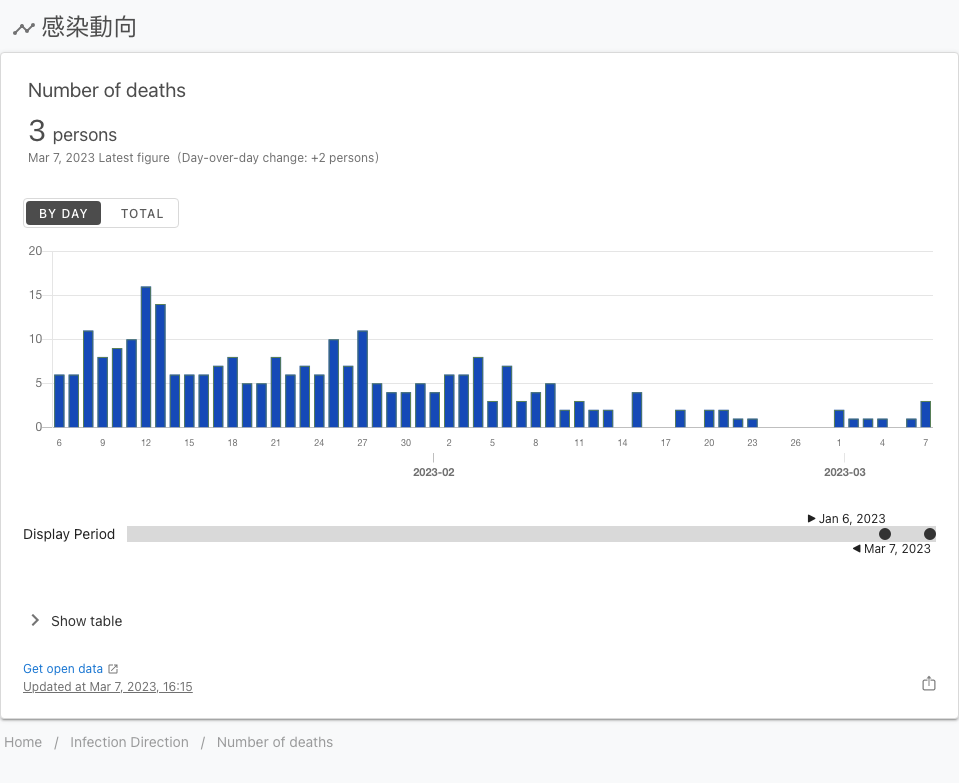 感染動向
Number of deaths
3 persons
Mar 7, 2023 Latest figure (Day-over-day change: +2 persons)
BY DAY TOTAL
20
15
10
5
0
6 9 12 15 18 21 24 27 30 2 5 8 11 14 17 20 23 26 1 4 7
2023-02 2023-03
Jan 6, 2023
Display Period
Mar 7, 2023
Show table
Get open data
Updated at Mar 7, 2023, 16:15
Home / Infection Direction / Number of deaths